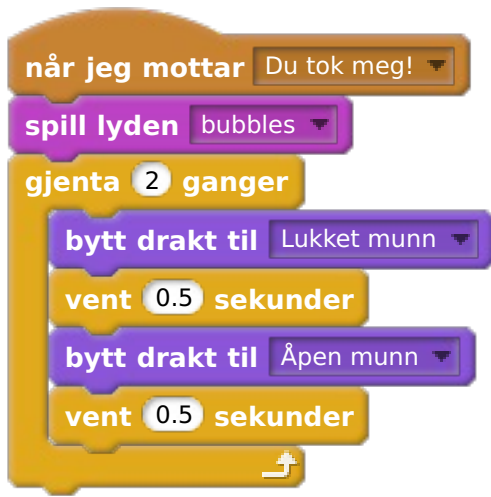 når jeg mottar Du tok meg!
spill lyden bubbles
gjenta 2 ganger
bytt drakt til Lukket munn
vent 0.5 sekunder
bytt drakt til Åpen munn
vent 0.5 sekunder